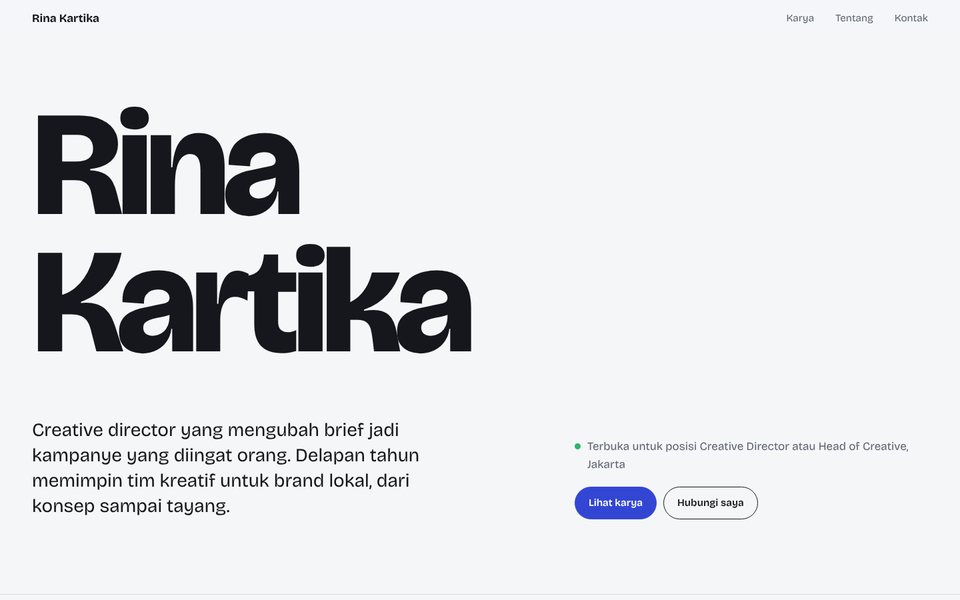 Rina Kartika
Karya
Tentang
Kontak
Rina
Kartika
Creative director yang mengubah brief jadi
kampanye yang diingat orang. Delapan tahun
memimpin tim kreatif untuk brand lokal, dari
konsep sampai tayang.
Terbuka untuk posisi Creative Director atau Head of Creative,
Jakarta
Lihat karya
Hubungi saya